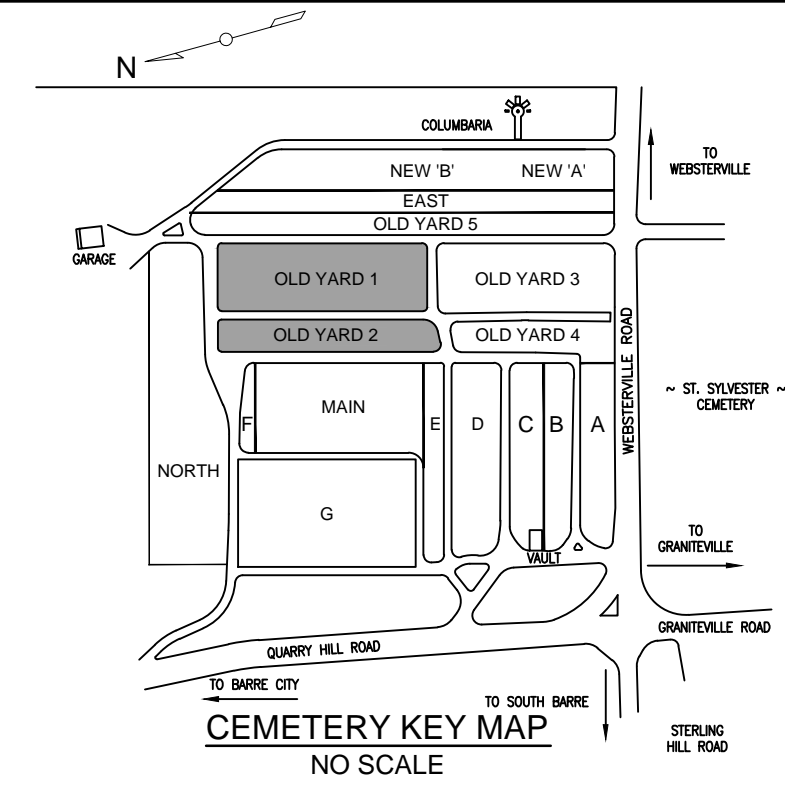 N
COLUMBARIA
TO
WEBSTERVILLE
NEW 'B'
NEW 'A'
EAST
OLD YARD 5
GARAGE
OLD YARD 1
OLD YARD 3
OLD YARD 2
OLD YARD 4
WEBSTERVILLE ROAD
~ ST. SYLVESTER ~
CEMETERY
MAIN
F
E
D
C
B
A
NORTH
G
TO
GRANITEVILLE
VAULT
GRANITEVILLE ROAD
QUARRY HILL ROAD
TO BARRE CITY
TO SOUTH BARRE
STERLING
HILL ROAD
CEMETERY KEY MAP
NO SCALE